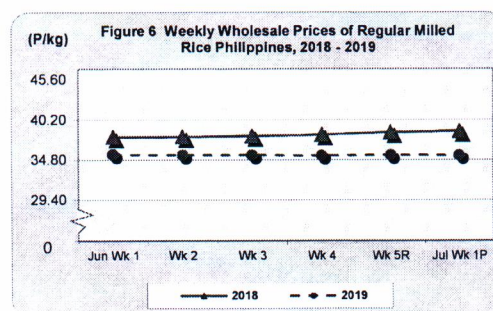 (P/kg)
Figure 6 Weekly Wholesale Prices of Regular Milled
Rice Philippines, 2018 - 2019
45.60
40.20
34.80
29.40
0
Jun Wk 1 Wk 2 Wk 3 Wk 4 Wk 5R Jul Wk 1P
2018 2019